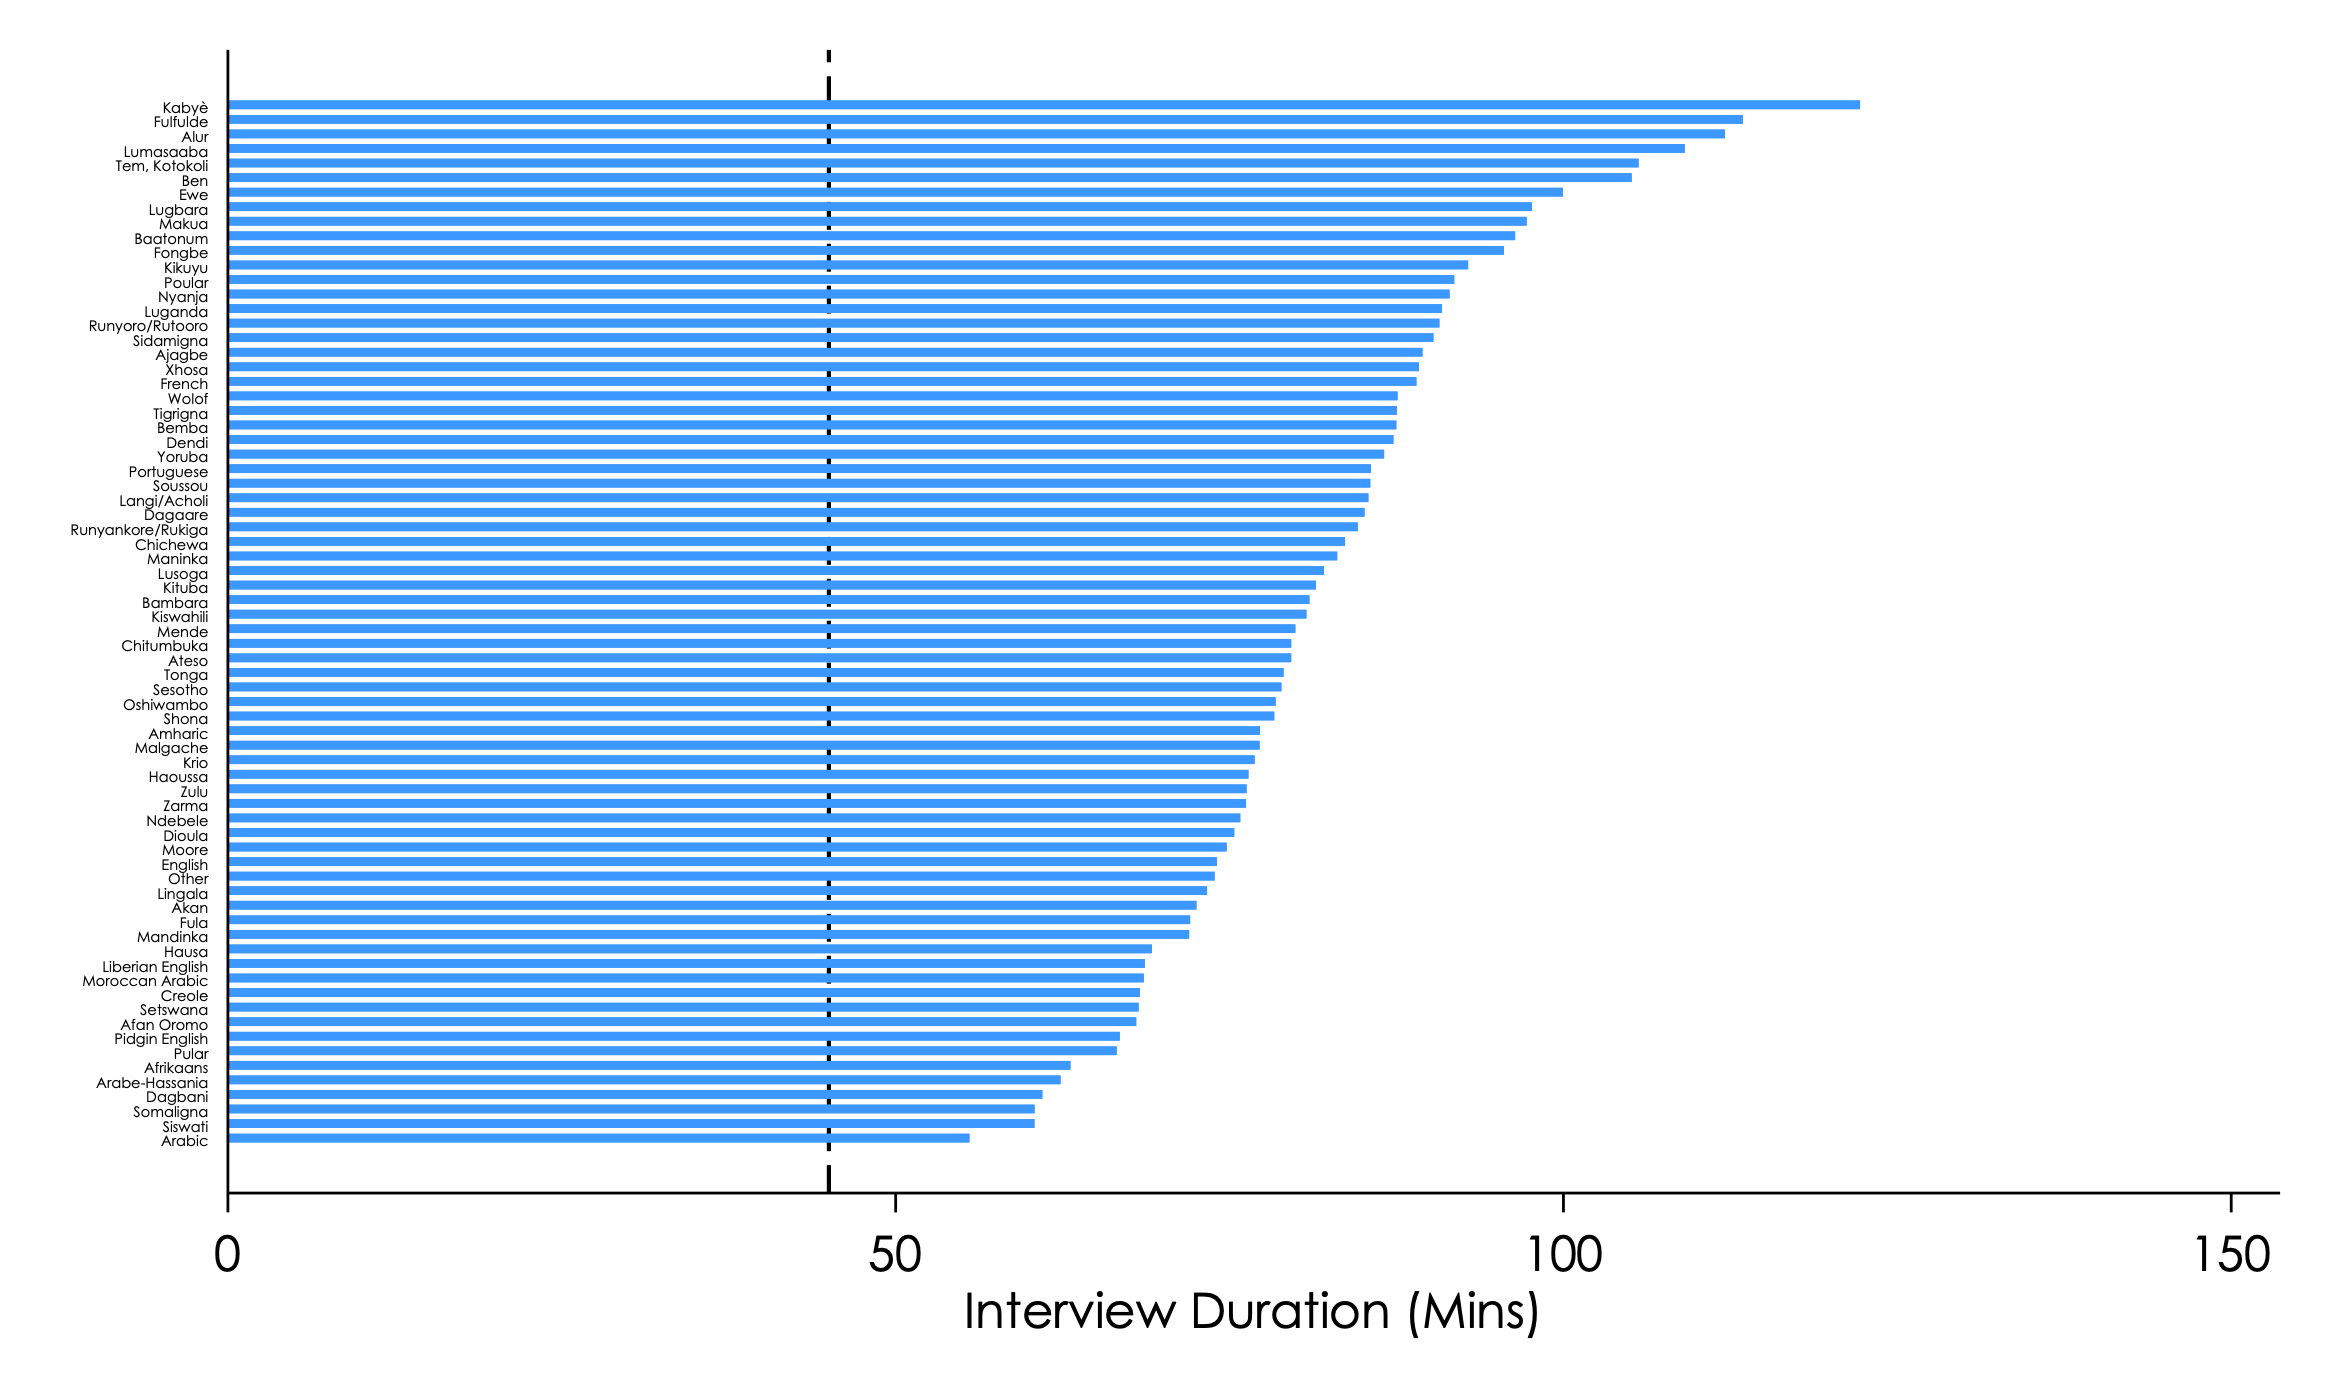 Kabyè
Fulfulde
Alur
Lumasaaba
Tem, Kotokoli
Ben
Ewe
Lugbara
Makua
Baatonum
Fongbe
Kikuyu
Poular
Nyanja
Luganda
Runyoro/Rutooro
Sidamigna
Ajagbe
Xhosa
French
Wolof
Tigrigna
Bemba
Dendi
Yoruba
Portuguese
Soussou
Langi/Acholi
Dagaare
Runyankore/Rukiga
Chichewa
Maninka
Lusoga
Kituba
Bambara
Kiswahili
Mende
Chitumbuka
Ateso
Tonga
Sesotho
Oshiwambo
Shona
Amharic
Malgache
Krio
Haoussa
Zulu
Zarma
Ndebele
Dioula
Moore
English
Other
Lingala
Akan
Fula
Mandinka
Hausa
Liberian English
Moroccan Arabic
Creole
Setswana
Afan Oromo
Pidgin English
Pular
Afrikaans
Arabe-Hassania
Dagbani
Somaligna
Siswati
Arabic
0 50 100 150
Interview Duration (Mins)